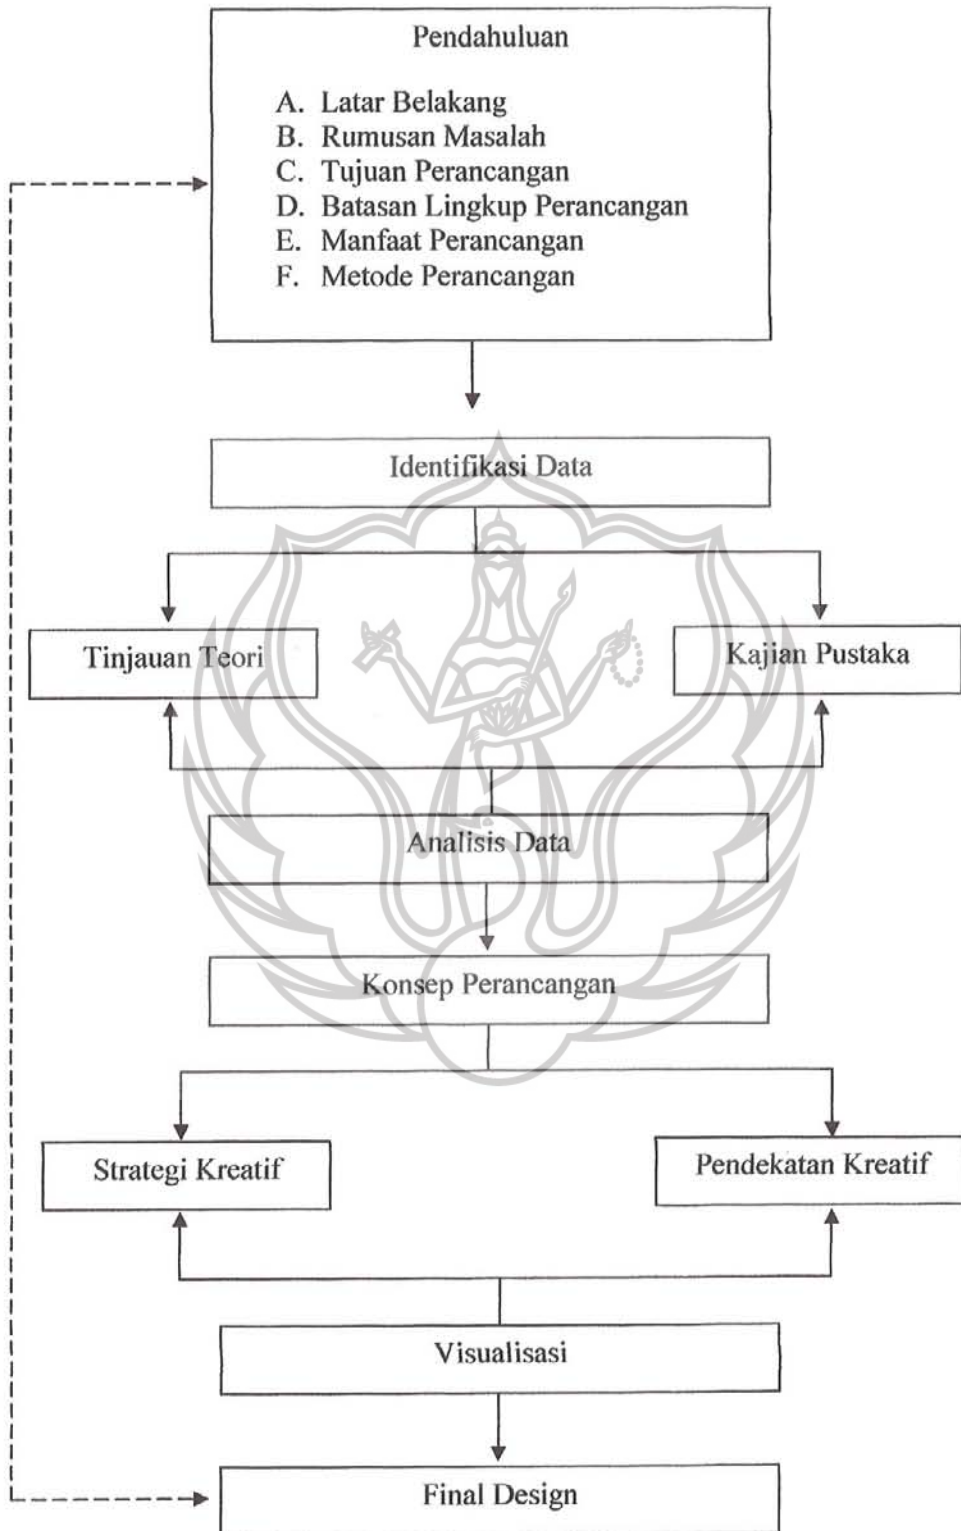 Pendahuluan
A. Latar Belakang
B. Rumusan Masalah
C. Tujuan Perancangan
D. Batasan Lingkup Perancangan
E. Manfaat Perancangan
F. Metode Perancangan
Identifikasi Data
Tinjauan Teori
Kajian Pustaka
Analisis Data
Konsep Perancangan
Strategi Kreatif
Pendekatan Kreatif
Visualisasi
Final Design